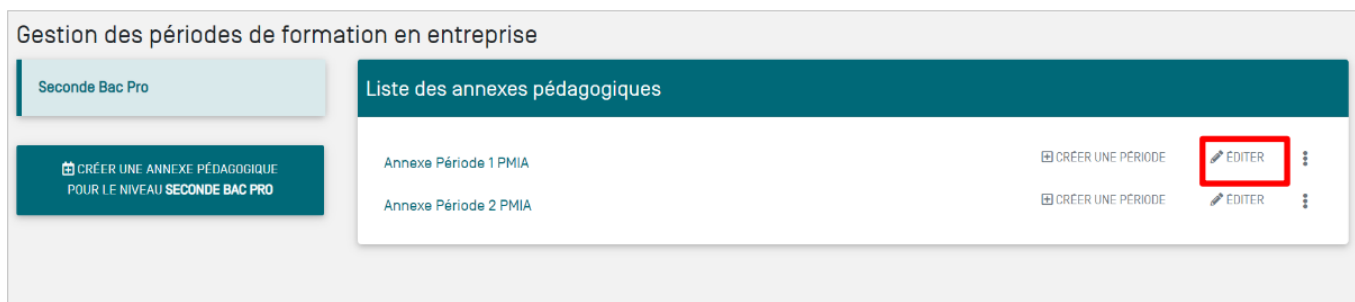 Gestion des périodes de formation en entreprise
Seconde Bac Pro
CRÉER UNE ANNEXE PÉDAGOGIQUE
POUR LE NIVEAU SECONDE BAC PRO
Liste des annexes pédagogiques
Annexe Période 1 PMIA CRÉER UNE PÉRIODE ÉDITER
Annexe Période 2 PMIA CRÉER UNE PÉRIODE ÉDITER